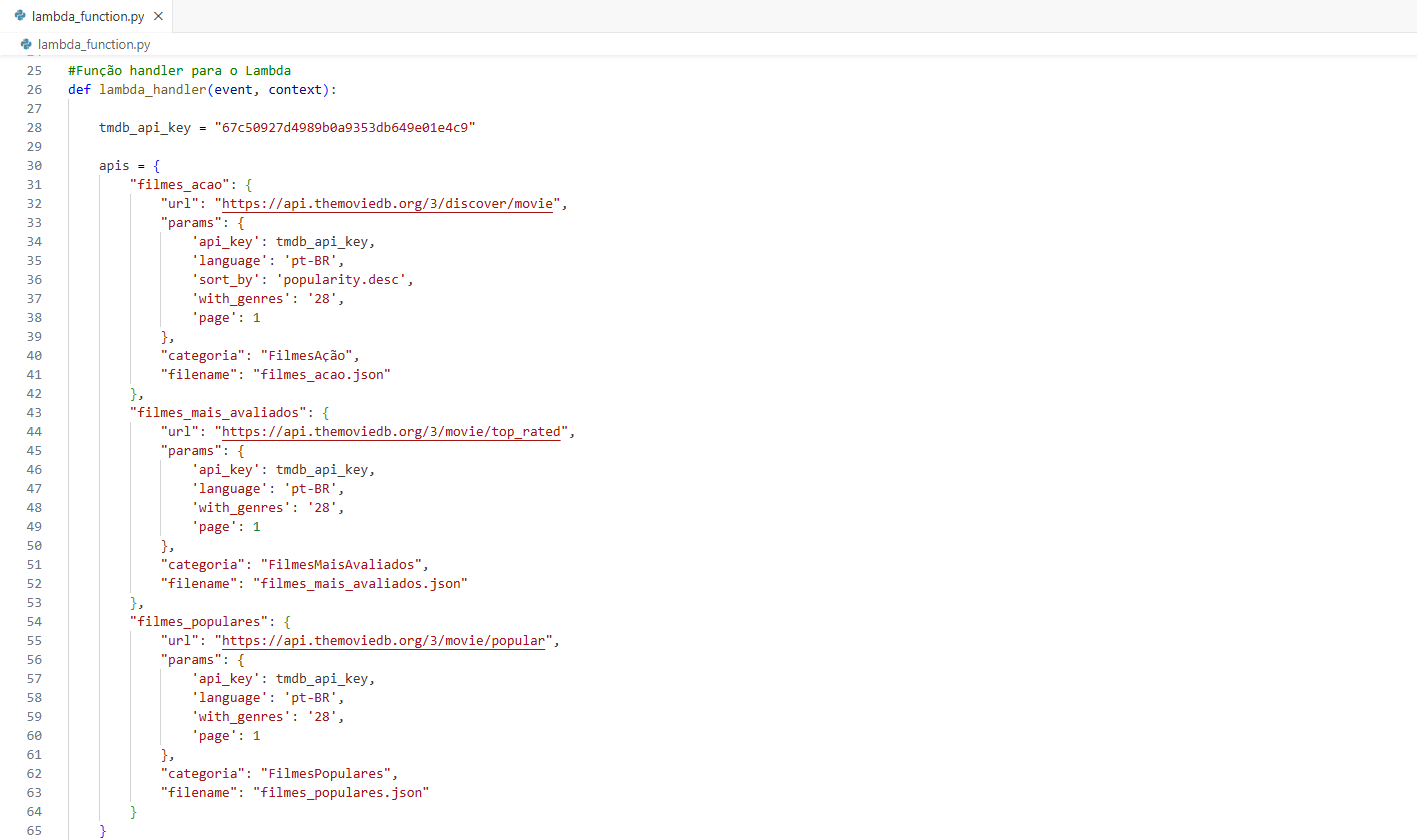 lambda_function.py
lambda_function.py
25 #Função handler para o Lambda
26 def lambda_handler(event, context):
27
28 tmdb_api_key = "67c50927d4989b0a9353db649e01e4c9"
29
30 apis = {
31 "filmes_acao": {
32 "url": "https://api.themoviedb.org/3/discover/movie",
33 "params": {
34 'api_key': tmdb_api_key,
35 'language': 'pt-BR',
36 'sort_by': 'popularity.desc',
37 'with_genres': '28',
38 'page': 1
39 },
40 "categoria": "FilmesAção",
41 "filename": "filmes_acao.json"
42 },
43 "filmes_mais_avaliados": {
44 "url": "https://api.themoviedb.org/3/movie/top_rated",
45 "params": {
46 'api_key': tmdb_api_key,
47 'language': 'pt-BR',
48 'with_genres': '28',
49 'page': 1
50 },
51 "categoria": "FilmesMaisAvaliados",
52 "filename": "filmes_mais_avaliados.json"
53 },
54 "filmes_populares": {
55 "url": "https://api.themoviedb.org/3/movie/popular",
56 "params": {
57 'api_key': tmdb_api_key,
58 'language': 'pt-BR',
59 'with_genres': '28',
60 'page': 1
61 },
62 "categoria": "FilmesPopulares",
63 "filename": "filmes_populares.json"
64 }
65 }